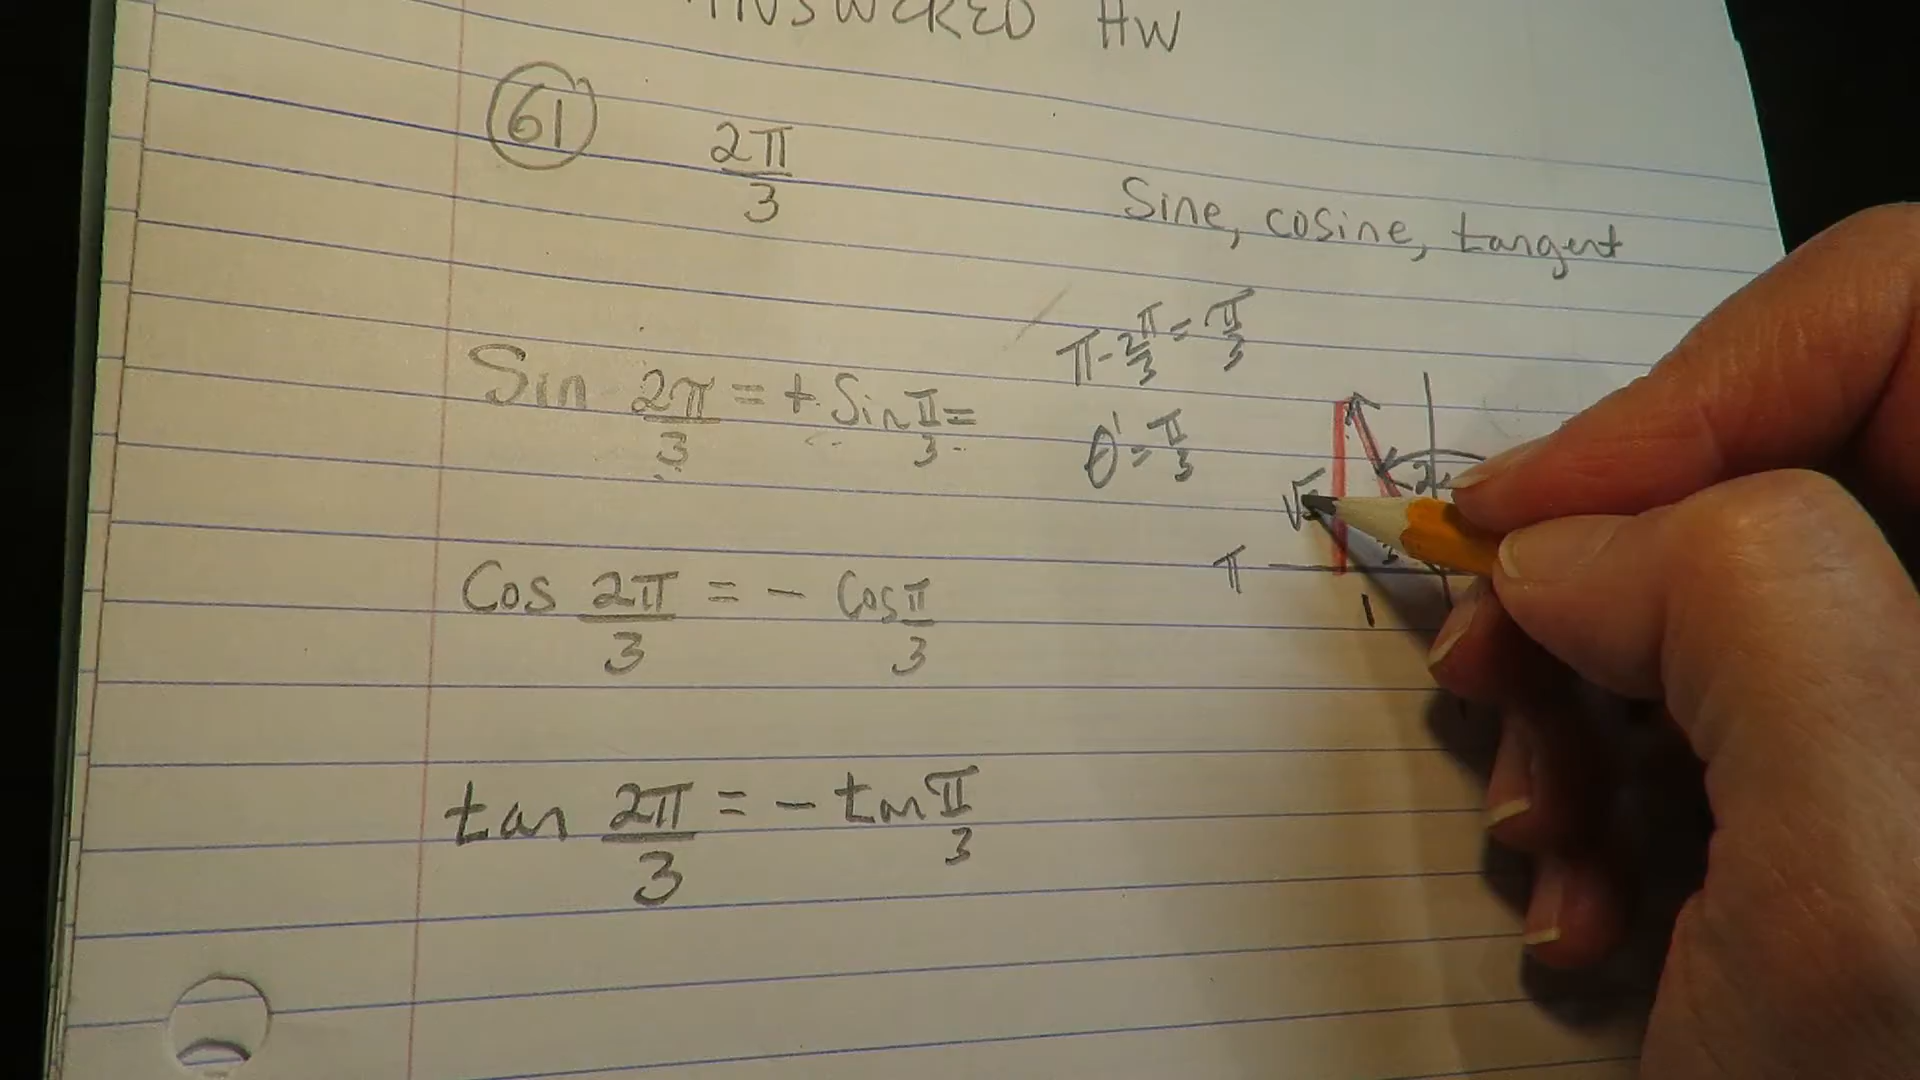 ANSWERED HW
61 2π/3
Sine, cosine, tangent
π - 2π/3 = π/3
Sin 2π/3 = + Sin π/3 =
θ' = π/3
√3
π
1
Cos 2π/3 = - Cos π/3
tan 2π/3 = - tan π/3